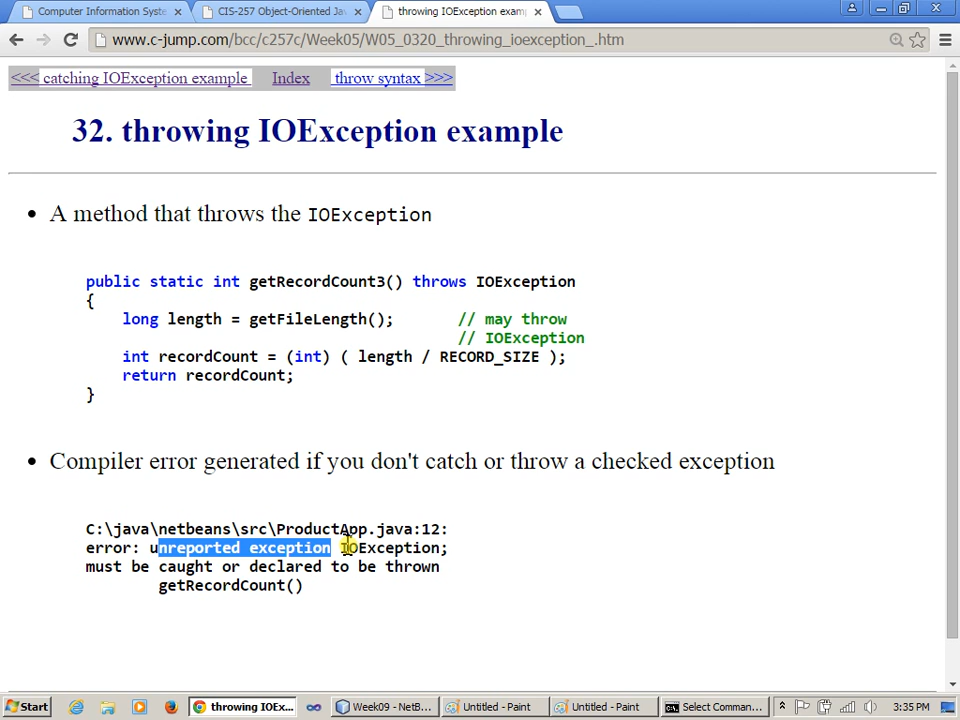 Computer Information Syste
CIS-257 Object-Oriented Jav
throwing IOException examp
www.c-jump.com/bcc/c257c/Week05/W05_0320_throwing_ioexception_.htm
<<< catching IOException example Index throw syntax >>>
32. throwing IOException example
• A method that throws the IOException
public static int getRecordCount3() throws IOException
{
long length = getFileLength(); // may throw
// IOException
int recordCount = (int) ( length / RECORD_SIZE );
return recordCount;
}
• Compiler error generated if you don't catch or throw a checked exception
C:\java\netbeans\src\ProductApp.java:12:
error: unreported exception IOException;
must be caught or declared to be thrown
getRecordCount()
Start
throwing IOEx...
Week09 - NetB...
Untitled - Paint
Untitled - Paint
Select Comman...
3:35 PM